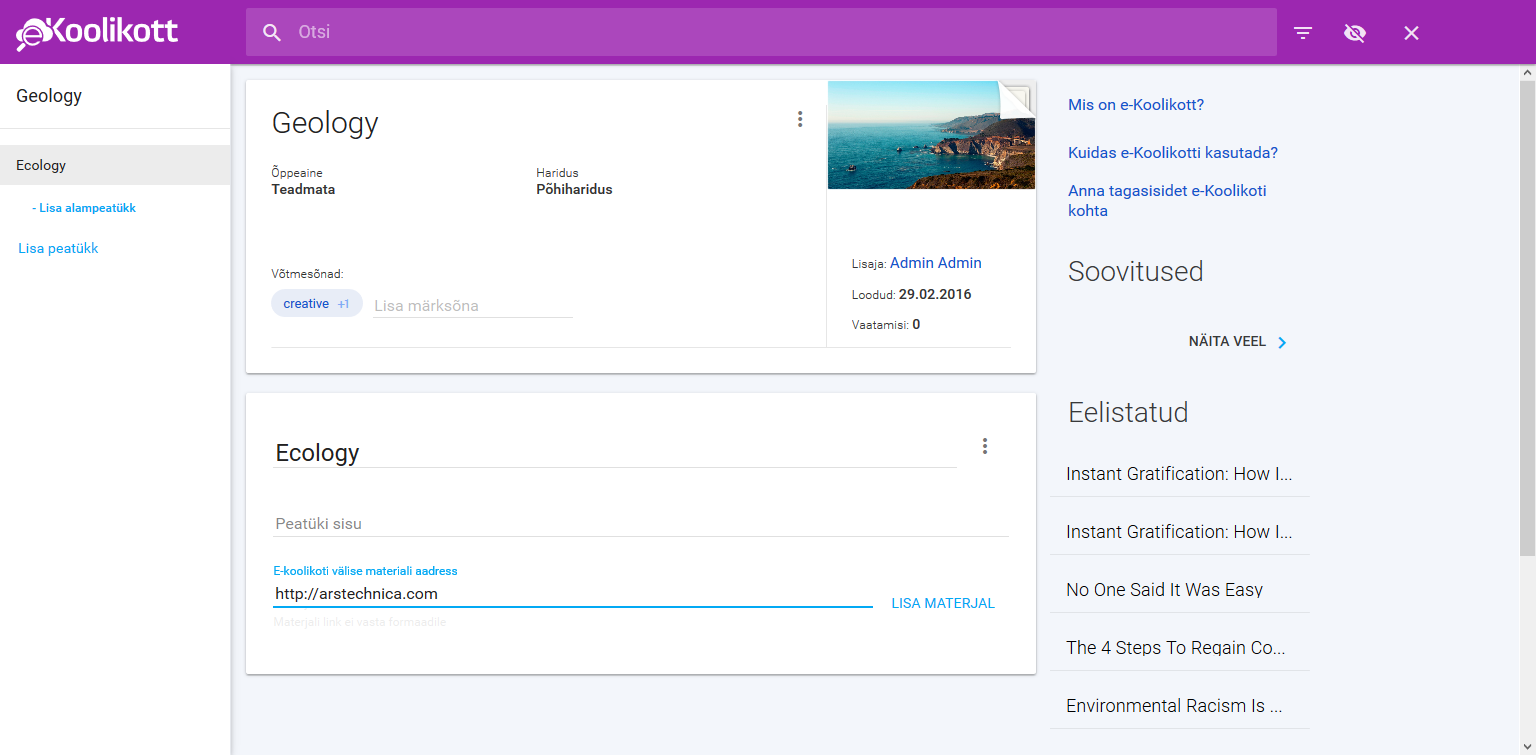 eKoolikott
Otsi
Geology
Ecology
- Lisa alampeatükk
Lisa peatükk
Geology
Õppeaine
Teadmata
Haridus
Põhiharidus
Võtmesõnad:
creative +1
Lisa märksõna
Lisaja: Admin Admin
Loodud: 29.02.2016
Vaatamisi: 0
Ecology
Peatüki sisu
E-koolikoti välise materiali aadress
http://arstechnica.com
LISA MATERJAL
Materjali link ei vasta formaadile
Mis on e-Koolikott?
Kuidas e-Koolikotti kasutada?
Anna tagasisidet e-Koolikoti
kohta
Soovitused
NÄITA VEEL
Eelistatud
Instant Gratification: How I...
Instant Gratification: How I...
No One Said It Was Easy
The 4 Steps To Regain Co...
Environmental Racism Is ...